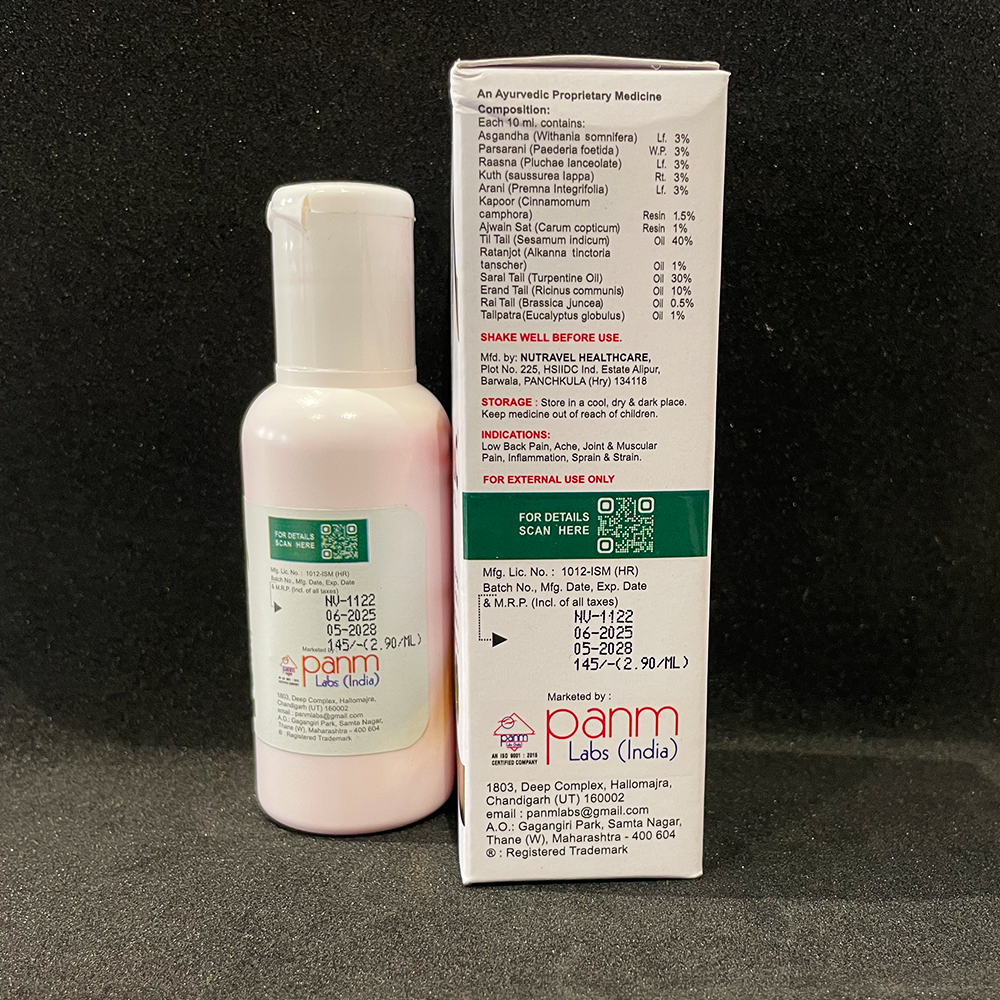 An Ayurvedic Proprietary Medicine
Composition:
Each 10 ml. contains:
Asgandha (Withania somnifera) Lf. 3%
Parsarani (Paederia foetida) W.P. 3%
Raasna (Pluchae lanceolate) Lf. 3%
Kuth (saussurea lappa) Rt. 3%
Arani (Premna Integrifolia) Lf. 3%
Kapoor (Cinnamomum
camphora) Resin 1.5%
Ajwain Sat (Carum copticum) Resin 1%
Til Tail (Sesamum indicum) Oil 40%
Ratanjot (Alkanna tinctoria
tanscher) Oil 1%
Saral Tail (Turpentine Oil) Oil 30%
Erand Tail (Ricinus communis) Oil 10%
Rai Tail (Brassica juncea) Oil 0.5%
Tailpatra(Eucalyptus globulus) Oil 1%
SHAKE WELL BEFORE USE.
Mfd. by: NUTRAVEL HEALTHCARE,
Plot No. 225, HSIIDC Ind. Estate Alipur,
Barwala, PANCHKULA (Hry) 134118
STORAGE : Store in a cool, dry & dark place.
Keep medicine out of reach of children.
INDICATIONS:
Low Back Pain, Ache, Joint & Muscular
Pain, Inflammation, Sprain & Strain.
FOR EXTERNAL USE ONLY
FOR DETAILS
SCAN HERE
Mfg. Lic. No. : 1012-ISM (HR)
Batch No., Mfg. Date, Exp. Date
& M.R.P. (Incl. of all taxes)
NV-1122
06-2025
05-2028
145/-(2.90/ML)
Marketed by :
panm
Labs (India)
panm
AN ISO 9001 : 2015
CERTIFIED COMPANY
1803, Deep Complex, Hallomajra,
Chandigarh (UT) 160002
email : panmlabs@gmail.com
A.O.: Gagangiri Park, Samta Nagar,
Thane (W), Maharashtra - 400 604
® : Registered Trademark
FOR DETAILS
SCAN HERE
Mfg. Lic. No. : 1012-ISM (HR)
Batch No., Mfg. Date, Exp. Date
& M.R.P. (Incl. of all taxes)
NV-1122
06-2025
05-2028
145/-(2.90/ML)
Marketed by
panm
Labs (India)
1803, Deep Complex, Hallomajra,
Chandigarh (UT) 160002
email : panmlabs@gmail.com
A.O.: Gagangiri Park, Samta Nagar,
Thane (W), Maharashtra - 400 604
® : Registered Trademark